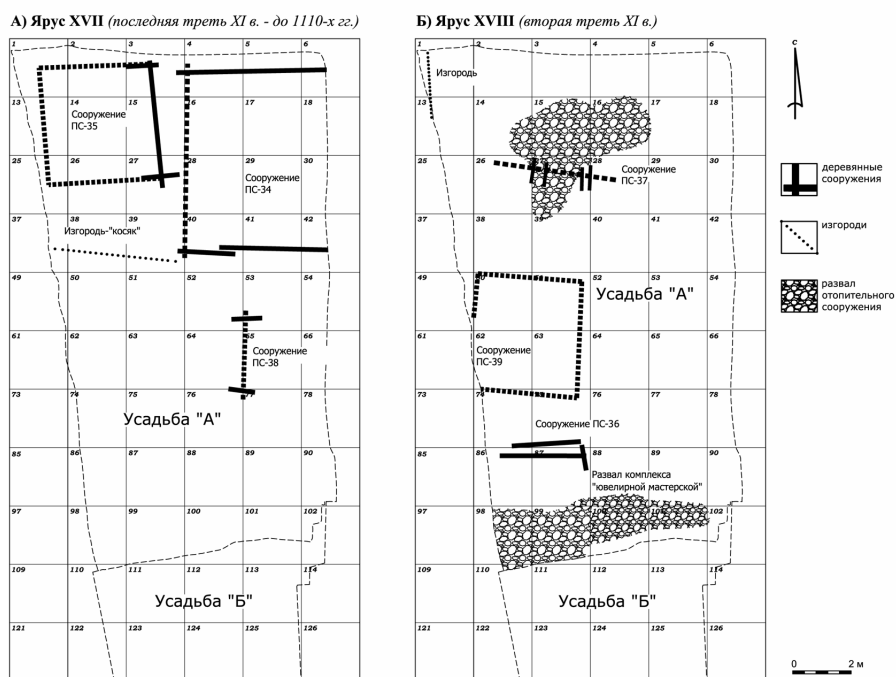 А) Ярус XVII (последняя треть XI в. - до 1110-х гг.)
1 2 3 4 5 6
13 14 15 16 17 18
Сооружение
ПС-35
25 26 27 28 29 30
Сооружение
ПС-34
37 38 39 40 41 42
Изгородь-"косяк"
49 50 51 52 53 54
61 62 63 64 65 66
Сооружение
ПС-38
73 74 75 76 77 78
Усадьба "А"
85 86 87 88 89 90
97 98 99 100 101 102
109 110 111 112 113 114
Усадьба "Б"
121 122 123 124 125 126
Б) Ярус XVIII (вторая треть XI в.)
1 2 3 4 5 6
Изгородь
13 14 15 16 17 18
25 26 27 28 29 30
Сооружение
ПС-37
37 38 39 40 41 42
49 50 51 52 53 54
Усадьба "А"
61 62 63 64 65 66
Сооружение
ПС-39
73 74 75 76 77 78
Сооружение ПС-36
85 86 87 88 89 90
Развал комплекса
"ювелирной мастерской"
97 98 99 100 101 102
109 110 111 112 113 114
Усадьба "Б"
121 122 123 124 125 126
С
деревянные
сооружения
изгороди
развал
отопительного
сооружения
0 2 м